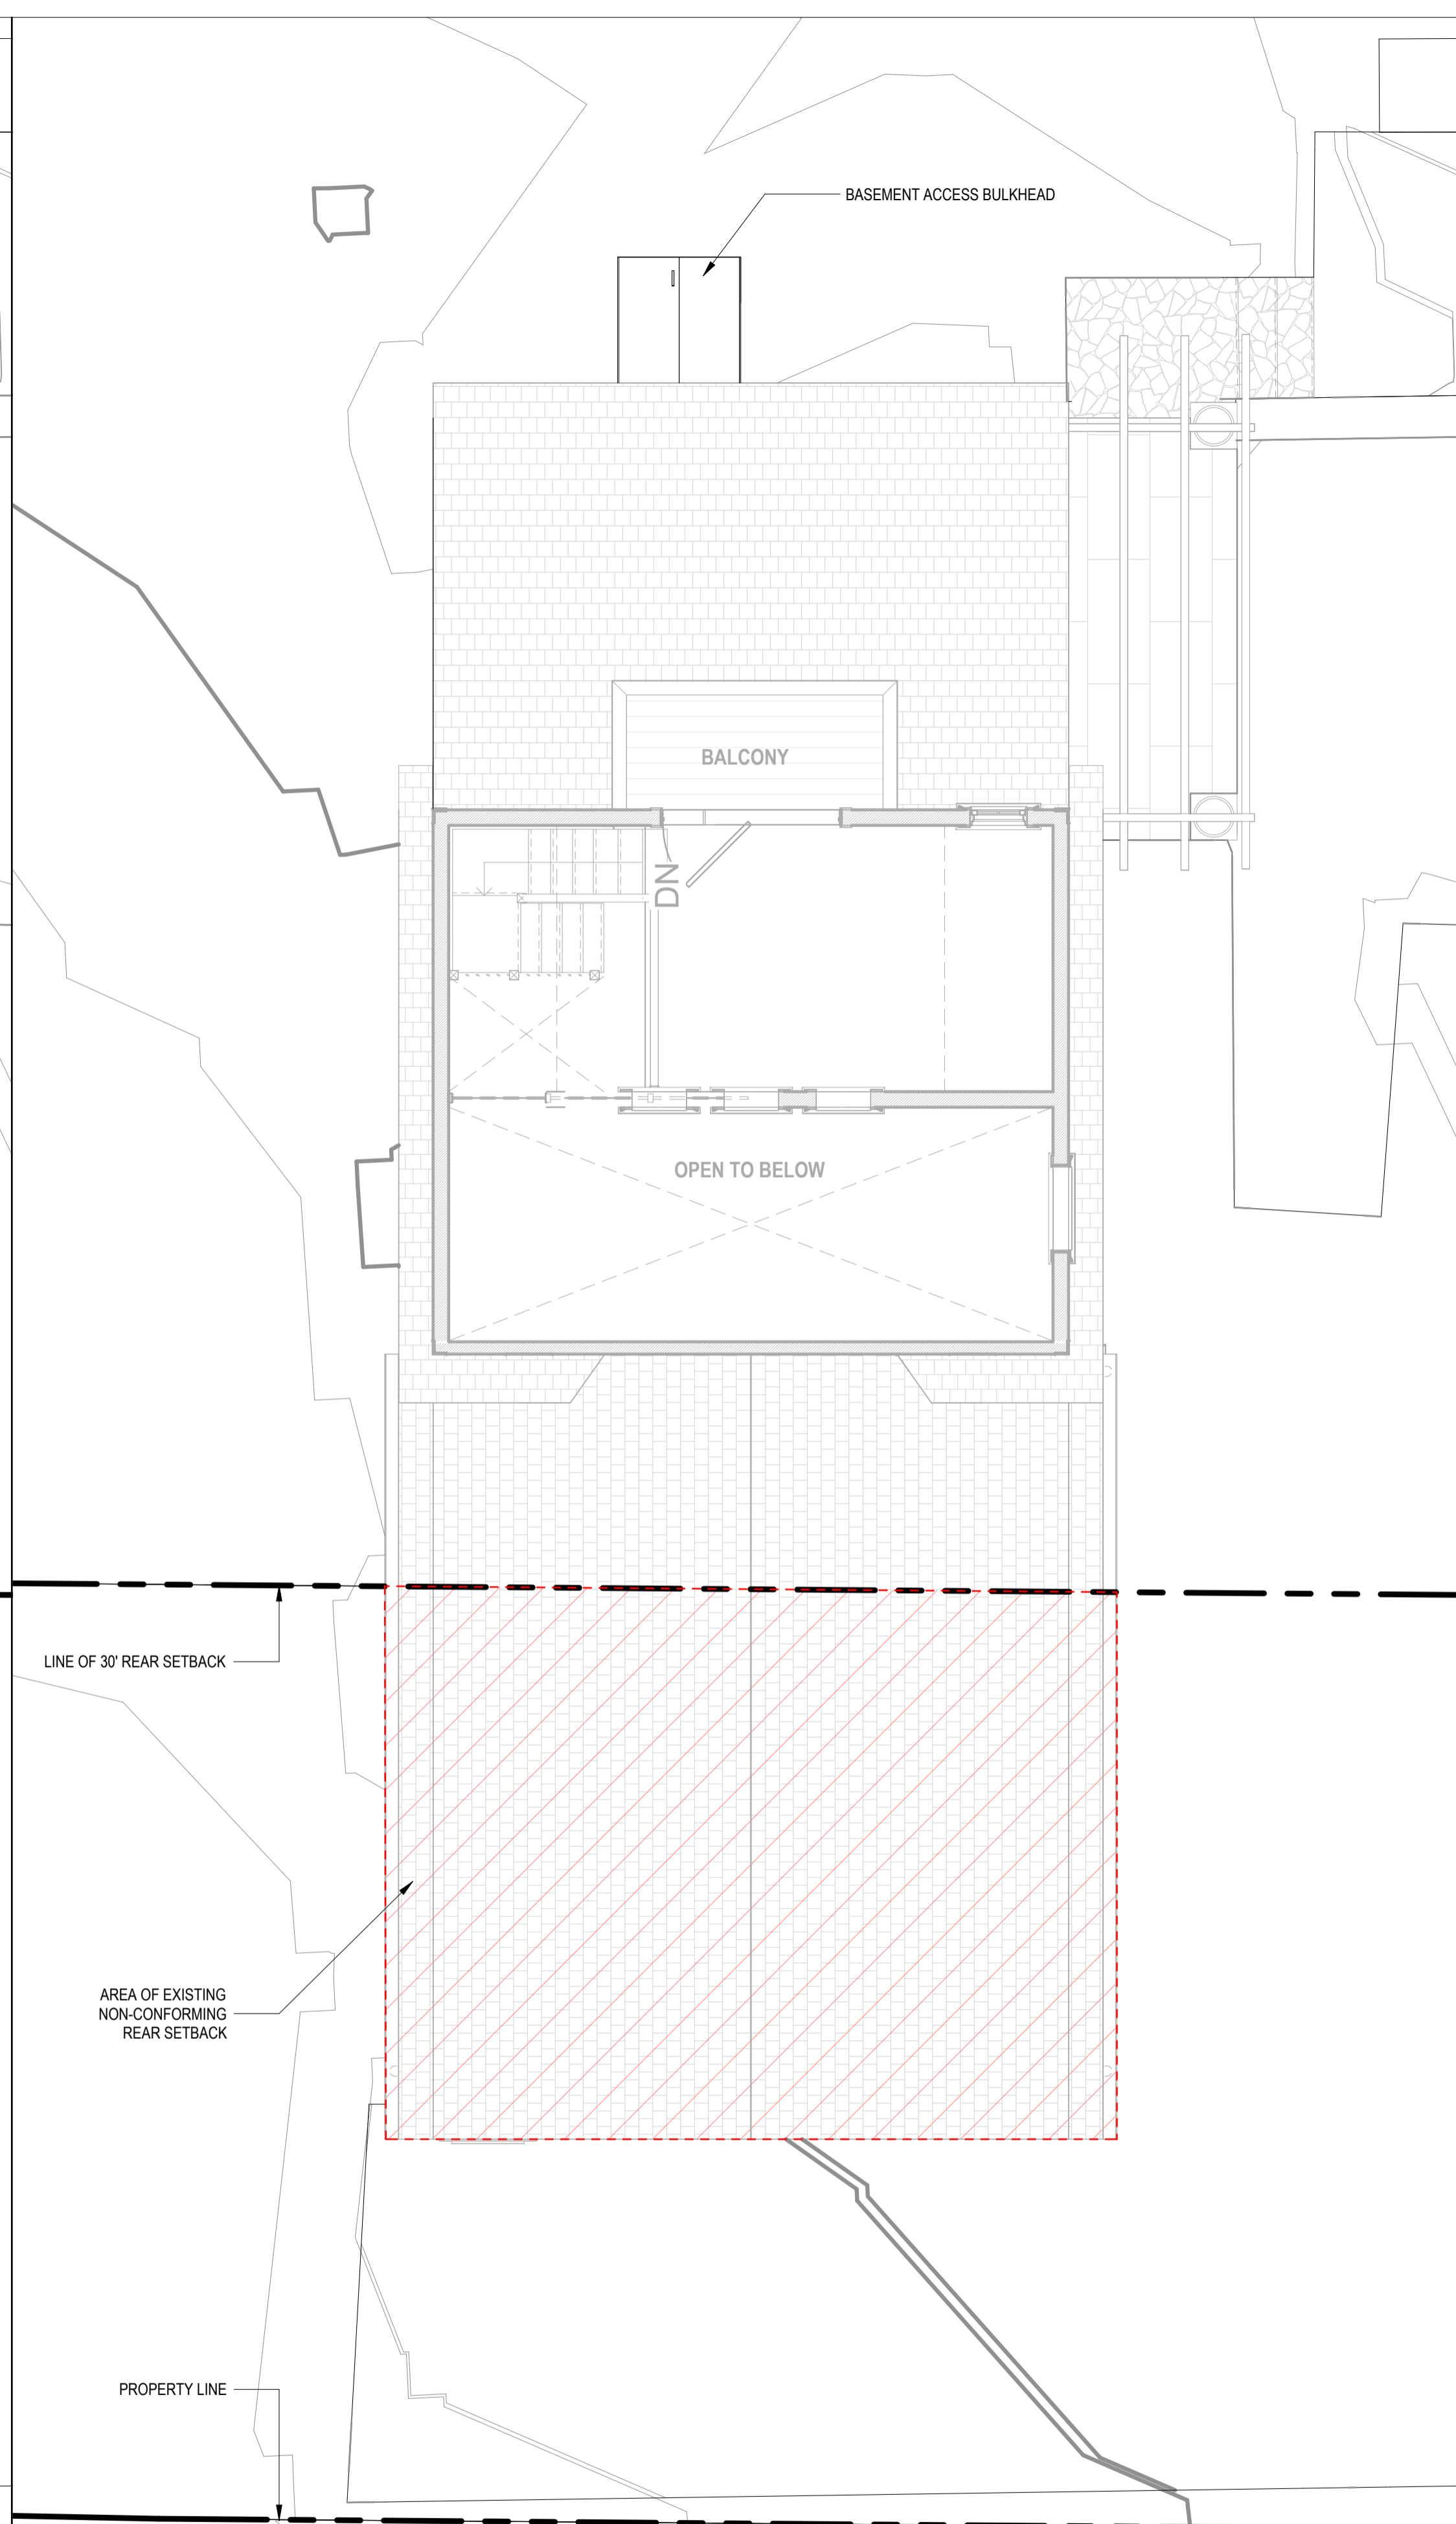 BASEMENT ACCESS BULKHEAD
BALCONY
DN
OPEN TO BELOW
LINE OF 30' REAR SETBACK
AREA OF EXISTING
NON-CONFORMING
REAR SETBACK
PROPERTY LINE